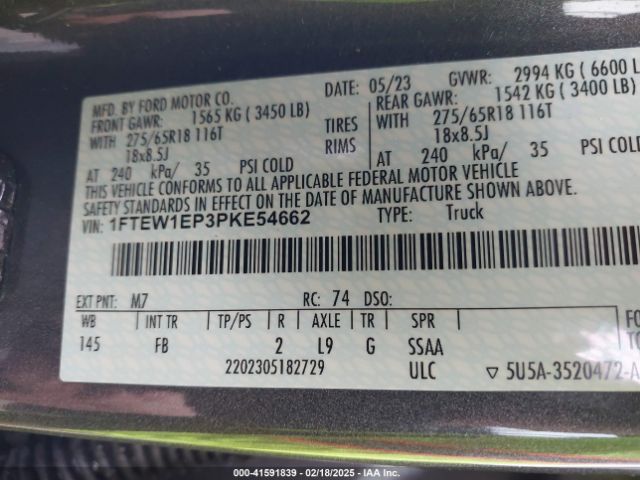 MFD. BY FORD MOTOR CO. DATE: 05/23 GVWR: 2994 KG ( 6600 L
FRONT GAWR: 1565 KG ( 3450 LB) REAR GAWR: 1542 KG ( 3400 LB)
WITH 275/65R18 116T TIRES WITH 275/65R18 116T
18x8.5J RIMS 18x8.5J
AT 240 kPa/ 35 PSI COLD AT 240 kPa/ 35 PSI COLD
THIS VEHICLE CONFORMS TO ALL APPLICABLE FEDERAL MOTOR VEHICLE
SAFETY STANDARDS IN EFFECT ON THE DATE OF MANUFACTURE SHOWN ABOVE.
VIN: 1FTEW1EP3PKE54662 TYPE: Truck
EXT PNT: M7 RC: 74 DSO:
WB INT TR TP/PS R AXLE TR SPR
145 FB 2 L9 G SSAA
2202305182729 ULC ▽ 5U5A-3520472-A
FO
TO
000-41591839 - 02/18/2025 - IAA Inc.